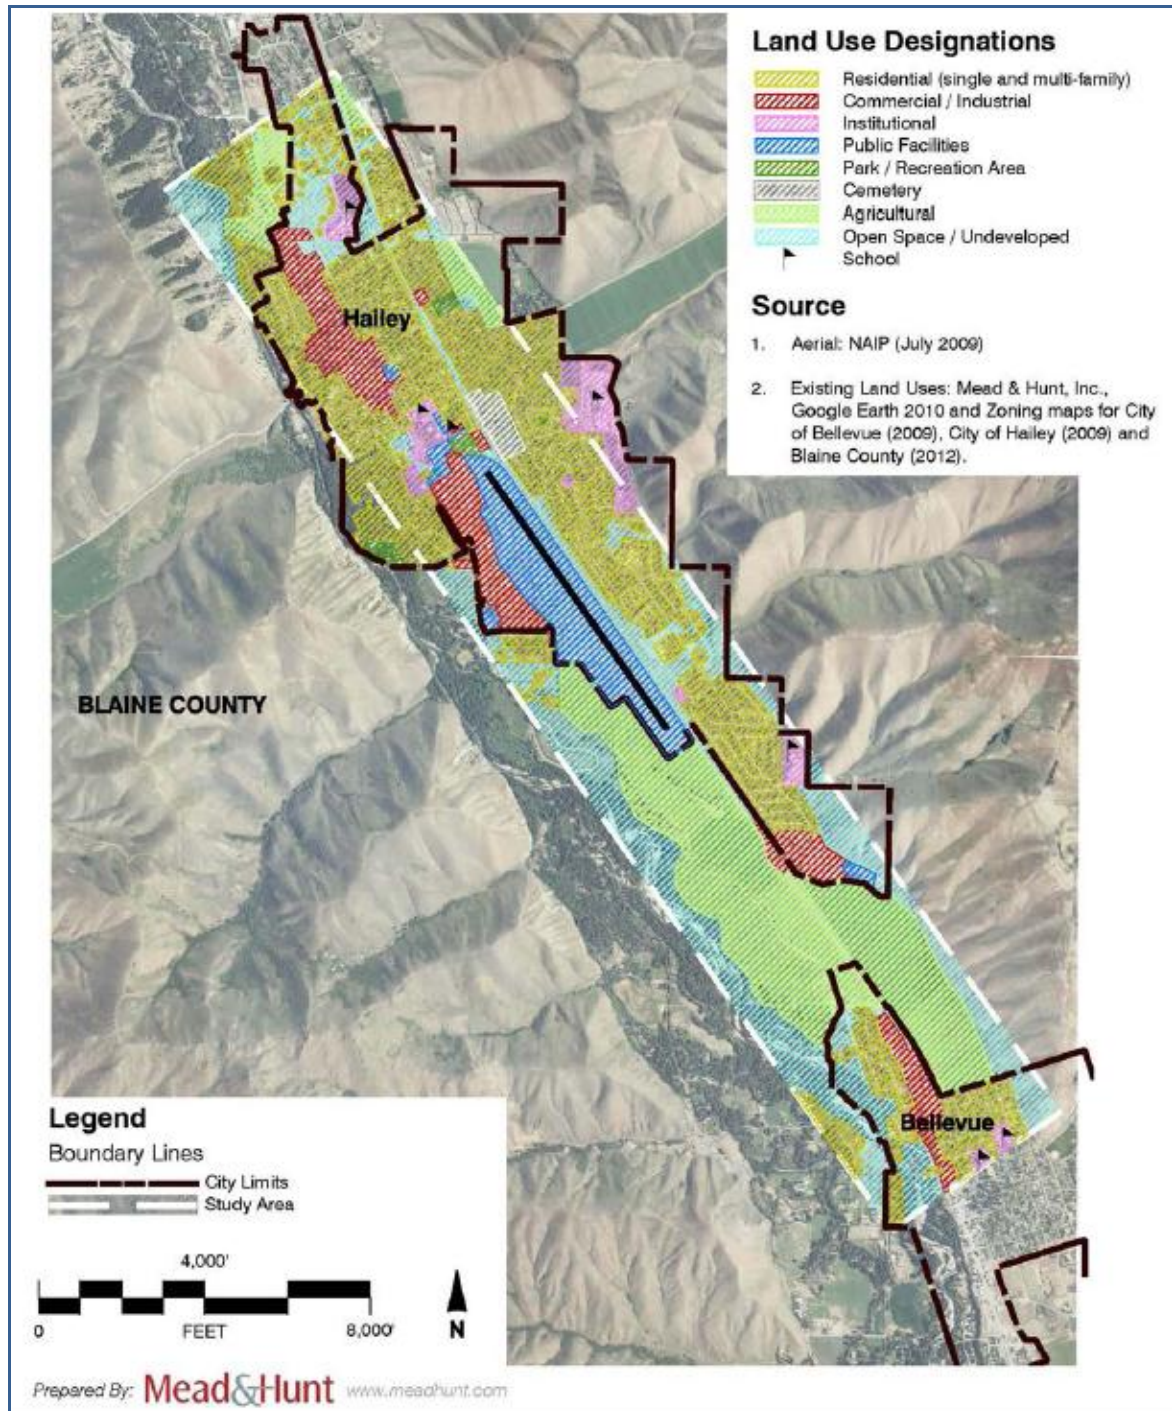 Land Use Designations
Residential (single and multi-family)
Commercial / Industrial
Institutional
Public Facilities
Park / Recreation Area
Cemetery
Agricultural
Open Space / Undeveloped
School
Source
1. Aerial: NAIP (July 2009)
2. Existing Land Uses: Mead & Hunt, Inc.,
Google Earth 2010 and Zoning maps for City
of Bellevue (2009), City of Hailey (2009) and
Blaine County (2012).
Hailey
BLAINE COUNTY
Bellevue
Legend
Boundary Lines
City Limits
Study Area
4,000'
0 FEET 8,000'
N
Prepared By: Mead&Hunt www.meadhunt.com